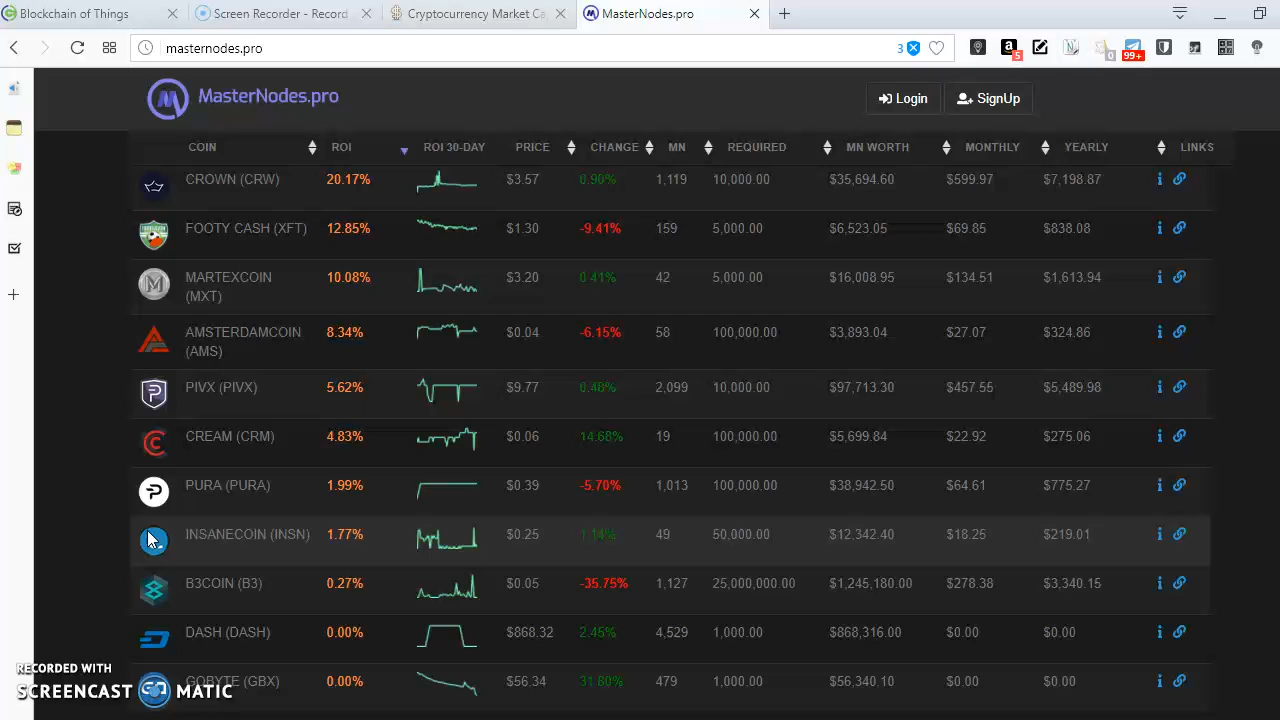 Blockchain of Things
Screen Recorder - Record
Cryptocurrency Market Ca
MasterNodes.pro
masternodes.pro
3
5
0
99+
MasterNodes.pro
Login
SignUp
COIN ROI ROI 30-DAY PRICE CHANGE MN REQUIRED MN WORTH MONTHLY YEARLY LINKS
CROWN (CRW) 20.17% $3.57 0.90% 1,119 10,000.00 $35,694.60 $599.97 $7,198.87
FOOTY CASH (XFT) 12.85% $1.30 -9.41% 159 5,000.00 $6,523.05 $69.85 $838.08
MARTEXCOIN (MXT) 10.08% $3.20 0.41% 42 5,000.00 $16,008.95 $134.51 $1,613.94
AMSTERDAMCOIN (AMS) 8.34% $0.04 -6.15% 58 100,000.00 $3,893.04 $27.07 $324.86
PIVX (PIVX) 5.62% $9.77 0.48% 2,099 10,000.00 $97,713.30 $457.55 $5,489.98
CREAM (CRM) 4.83% $0.06 14.68% 19 100,000.00 $5,699.84 $22.92 $275.06
PURA (PURA) 1.99% $0.39 -5.70% 1,013 100,000.00 $38,942.50 $64.61 $775.27
INSANECOIN (INSN) 1.77% $0.25 1.14% 49 50,000.00 $12,342.40 $18.25 $219.01
B3COIN (B3) 0.27% $0.05 -35.75% 1,127 25,000,000.00 $1,245,180.00 $278.38 $3,340.15
DASH (DASH) 0.00% $868.32 2.45% 4,529 1,000.00 $868,316.00 $0.00 $0.00
GOBYTE (GBX) 0.00% $56.34 31.80% 479 1,000.00 $56,340.10 $0.00 $0.00
RECORDED WITH
SCREENCAST MATIC